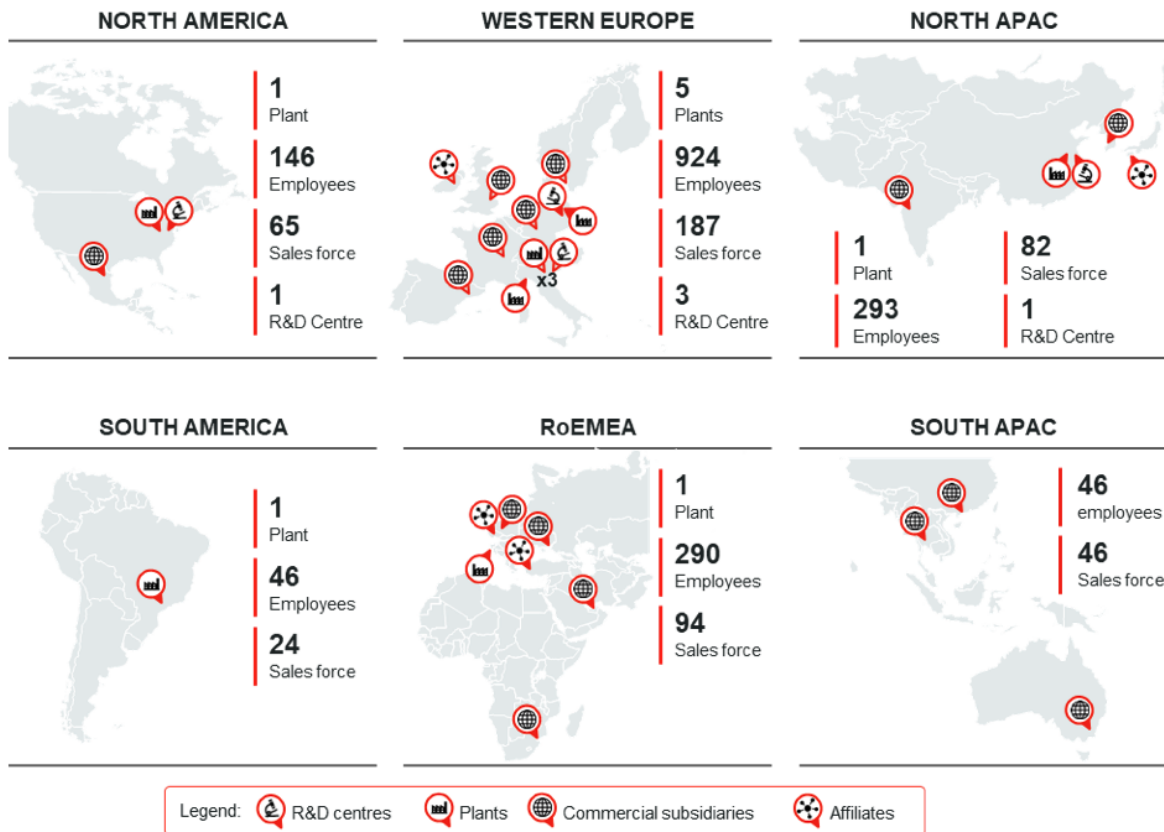 NORTH AMERICA
1
Plant
146
Employees
65
Sales force
1
R&D Centre
WESTERN EUROPE
5
Plants
924
Employees
187
Sales force
3
R&D Centre
x3
NORTH APAC
1
Plant
82
Sales force
293
Employees
1
R&D Centre
SOUTH AMERICA
1
Plant
46
Employees
24
Sales force
RoEMEA
1
Plant
290
Employees
94
Sales force
SOUTH APAC
46
employees
46
Sales force
Legend: R&D centres Plants Commercial subsidiaries Affiliates